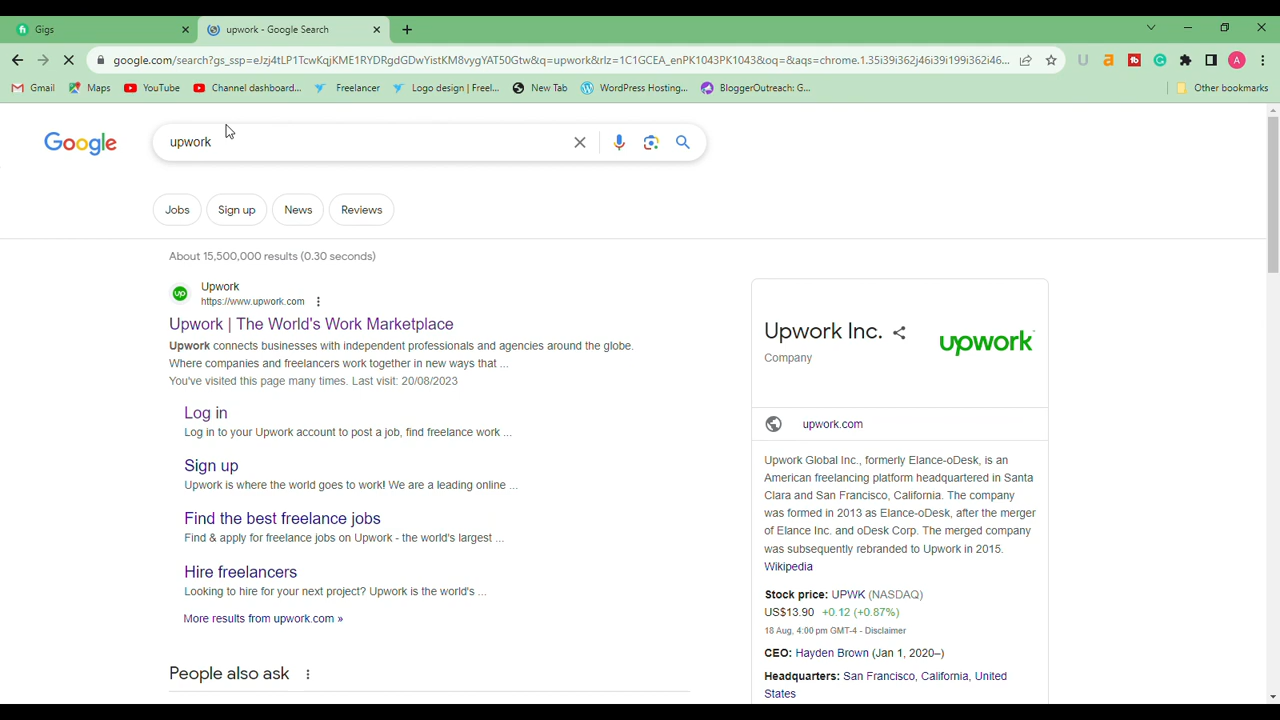 Gigs
upwork - Google Search
google.com/search?gs_ssp=
&q=upwork&rlz=1C1GCEA_enPK1043PK1043&oq=&aqs=chrome.1.35i39i362j46i39i199i362i46...
A
Gmail
Maps
YouTube
Channel dashboard...
Freelancer
Logo design | Freel...
New Tab
WordPress Hosting...
BloggerOutreach: G...
Other bookmarks
Google
upwork
Jobs
Sign up
News
Reviews
About 15,500,000 results (0.30 seconds)
up
Upwork
https://www.upwork.com
Upwork | The World's Work Marketplace
Upwork connects businesses with independent professionals and agencies around the globe.
Where companies and freelancers work together in new ways that ...
You've visited this page many times. Last visit: 20/08/2023
Log in
Log in to your Upwork account to post a job, find freelance work ...
Sign up
Upwork is where the world goes to work! We are a leading online ...
Find the best freelance jobs
Find & apply for freelance jobs on Upwork - the world's largest ...
Hire freelancers
Looking to hire for your next project? Upwork is the world's ...
More results from upwork.com »
People also ask
Upwork Inc.
Company
upwork
upwork.com
Upwork Global Inc., formerly Elance-oDesk, is an
American freelancing platform headquartered in Santa
Clara and San Francisco, California. The company
was formed in 2013 as Elance-oDesk, after the merger
of Elance Inc. and oDesk Corp. The merged company
was subsequently rebranded to Upwork in 2015.
Wikipedia
Stock price: UPWK (NASDAQ)
US$13.90 +0.12 (+0.87%)
18 Aug, 4:00 pm GMT-4 - Disclaimer
CEO: Hayden Brown (Jan 1, 2020–)
Headquarters: San Francisco, California, United
States